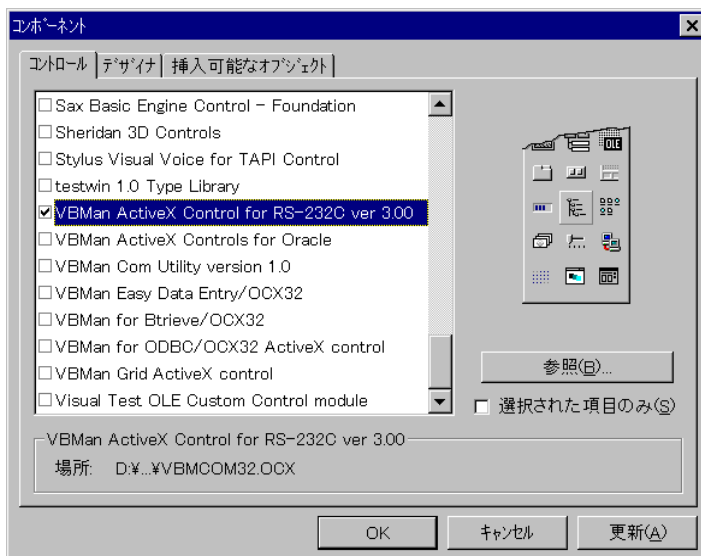 ｺﾝﾎﾟｰﾈﾝﾄ
ｺﾝﾄﾛｰﾙ ﾃﾞｻﾞｲﾅ 挿入可能なｵﾌﾞｼﾞｪｸﾄ
Sax Basic Engine Control - Foundation
Sheridan 3D Controls
Stylus Visual Voice for TAPI Control
testwin 1.0 Type Library
VBMan ActiveX Control for RS-232C ver 3.00
VBMan ActiveX Controls for Oracle
VBMan Com Utility version 1.0
VBMan Easy Data Entry/OCX32
VBMan for Btrieve/OCX32
VBMan for ODBC/OCX32 ActiveX control
VBMan Grid ActiveX control
Visual Test OLE Custom Control module
OLE
参照(B)...
選択された項目のみ(S)
VBMan ActiveX Control for RS-232C ver 3.00
場所: D:¥...¥VBMCOM32.OCX
OK ｷｬﾝｾﾙ 更新(A)